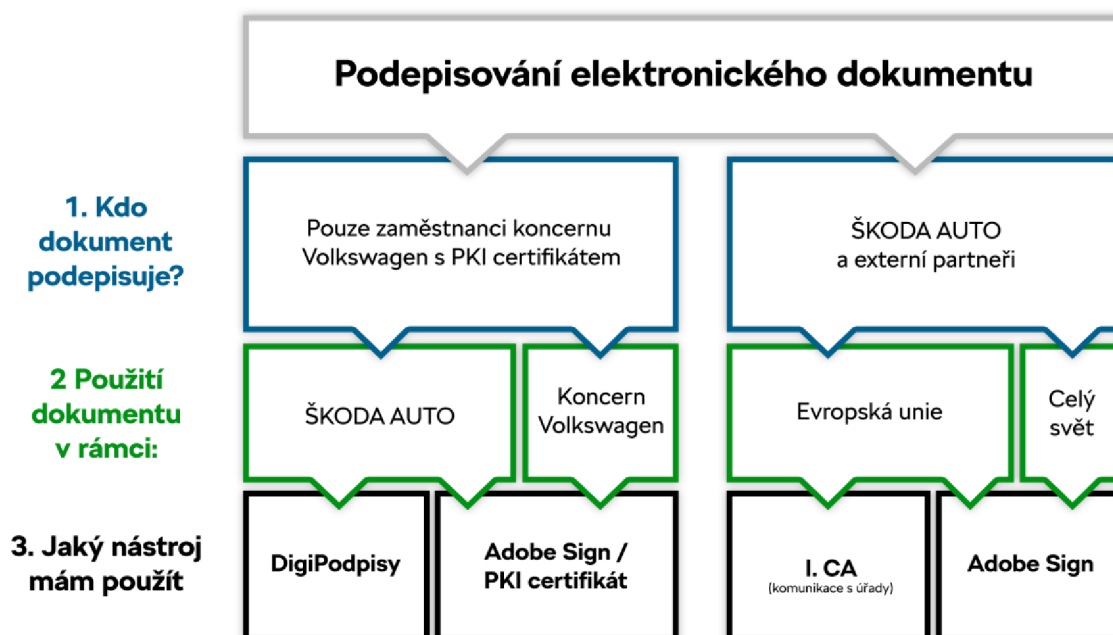 Podepisování elektronického dokumentu
1. Kdo
dokument
podepisuje?
Pouze zaměstnanci koncernu
Volkswagen s PKI certifikátem
ŠKODA AUTO
a externí partneři
2 Použití
dokumentu
v rámci:
ŠKODA AUTO
Koncern
Volkswagen
Evropská unie
Celý
svět
3. Jaký nástroj
mám použít
DigiPodpisy
Adobe Sign /
PKI certifikát
I. CA
(komunikace s úřady)
Adobe Sign